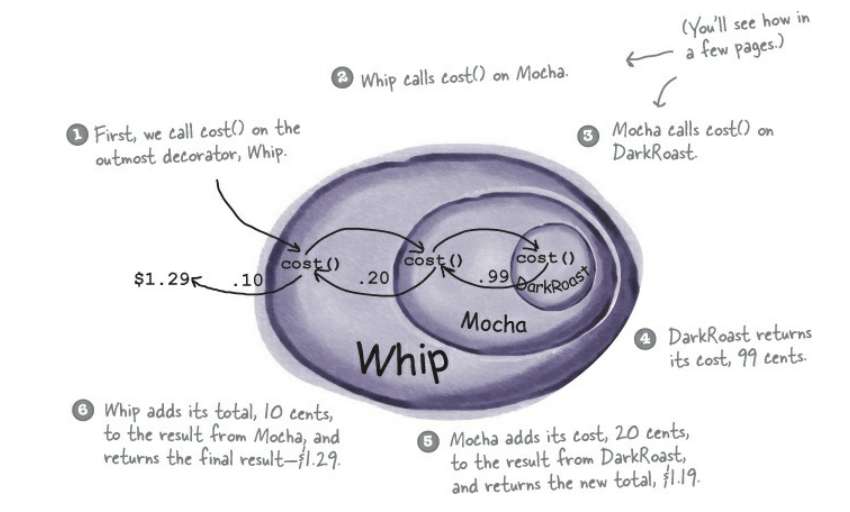 (You'll see how in
a few pages.)
2 Whip calls cost() on Mocha.
1 First, we call cost() on the
outmost decorator, Whip.
3 Mocha calls cost() on
DarkRoast.
cost()
cost()
cost()
$1.29
.10
.20
.99
DarkRoast
Mocha
Whip
4 DarkRoast returns
its cost, 99 cents.
6 Whip adds its total, 10 cents,
to the result from Mocha, and
returns the final result—$1.29.
5 Mocha adds its cost, 20 cents,
to the result from DarkRoast,
and returns the new total, $1.19.